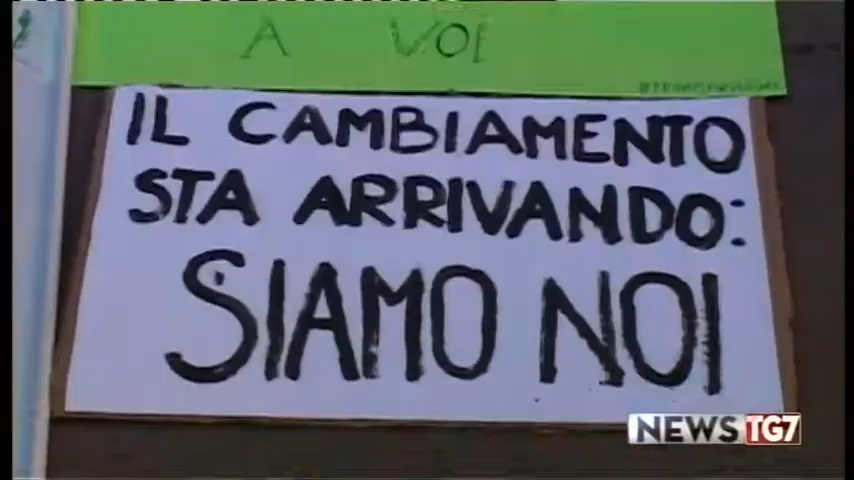 A VOI
IL CAMBIAMENTO
STA ARRIVANDO:
SIAMO NOI
NEWS TG7